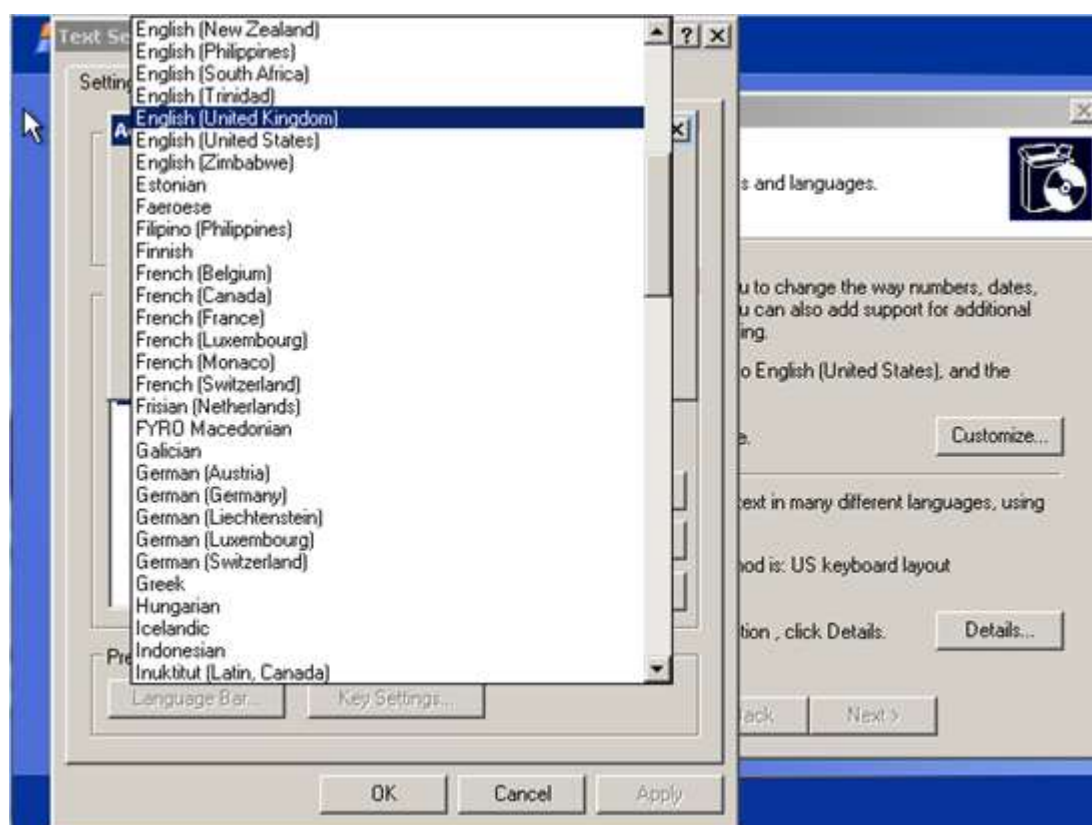 Text Se
Setting
A
English (New Zealand)
English (Philippines)
English (South Africa)
English (Trinidad)
English (United Kingdom)
English (United States)
English (Zimbabwe)
Estonian
Faeroese
Filipino (Philippines)
Finnish
French (Belgium)
French (Canada)
French (France)
French (Luxembourg)
French (Monaco)
French (Switzerland)
Frisian (Netherlands)
FYRO Macedonian
Galician
German (Austria)
German (Germany)
German (Liechtenstein)
German (Luxembourg)
German (Switzerland)
Greek
Hungarian
Icelandic
Indonesian
Inuktitut (Latin, Canada)
Pre
Language Bar...
Key Settings...
OK
Cancel
Apply
s and languages.
u to change the way numbers, dates,
u can also add support for additional
ing.
o English (United States), and the
e.
Customize...
text in many different languages, using
hod is: US keyboard layout
tion , click Details.
Details...
Back
Next >